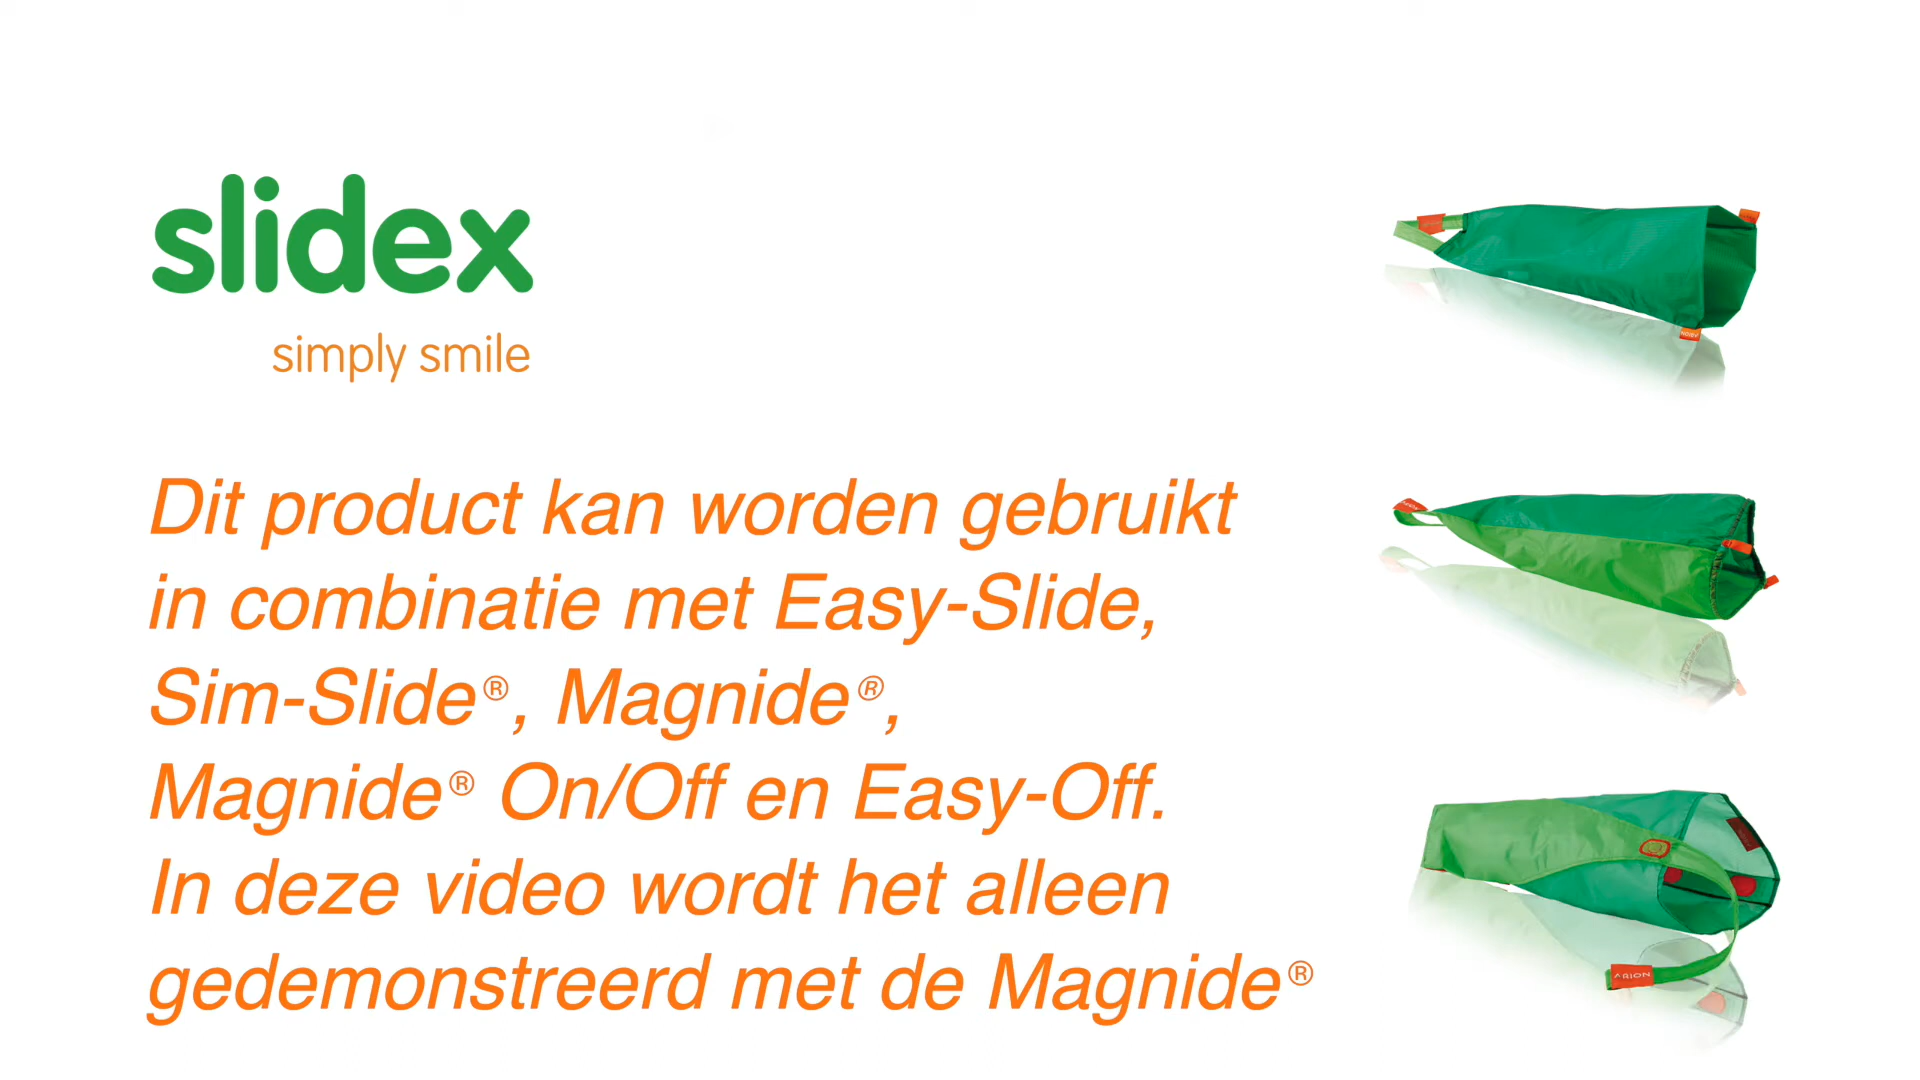 slidex
simply smile
Dit product kan worden gebruikt
in combinatie met Easy-Slide,
Sim-Slide®, Magnide®,
Magnide® On/Off en Easy-Off.
In deze video wordt het alleen
gedemonstreerd met de Magnide®
ARION